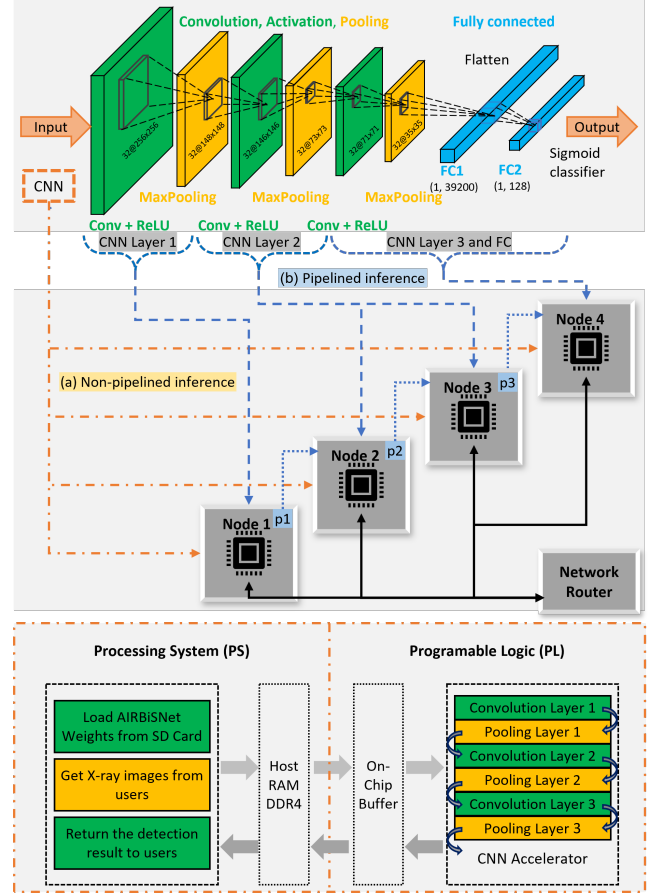 Convolution, Activation, Pooling
Fully connected
Flatten
Input
Output
32@256x256
32@148x148
32@146x146
32@73x73
32@71x71
32@35x35
FC1
(1, 39200)
FC2
(1, 128)
Sigmoid
classifier
CNN
MaxPooling
MaxPooling
MaxPooling
Conv + ReLU
Conv + ReLU
Conv + ReLU
CNN Layer 1
CNN Layer 2
CNN Layer 3 and FC
(b) Pipelined inference
(a) Non-pipelined inference
Node 4
Node 3
p3
Node 2
p2
Node 1
p1
Network
Router
Processing System (PS)
Programable Logic (PL)
Load AIRBiSNet
Weights from SD Card
Get X-ray images from
users
Return the detection
result to users
Host
RAM
DDR4
On-
Chip
Buffer
Convolution Layer 1
Pooling Layer 1
Convolution Layer 2
Pooling Layer 2
Convolution Layer 3
Pooling Layer 3
CNN Accelerator